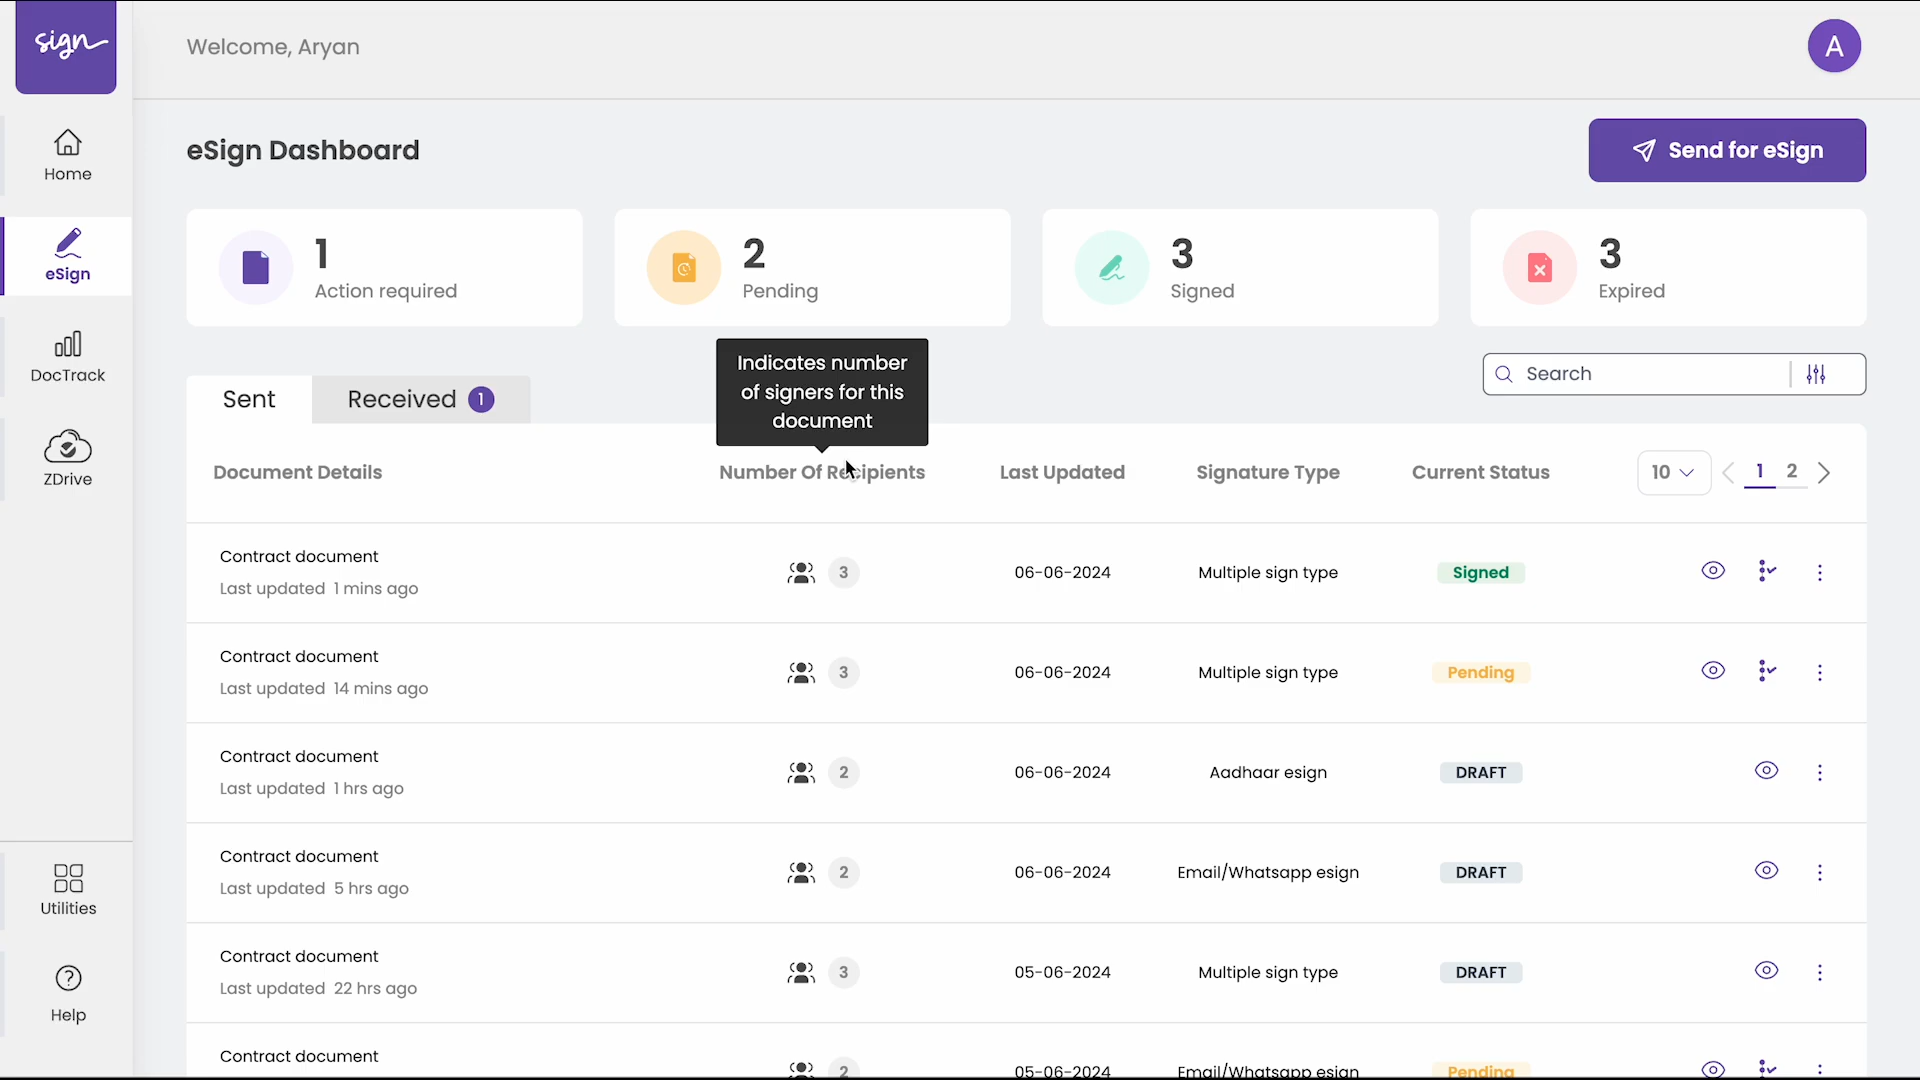 sign
Welcome, Aryan
A
Home
eSign
DocTrack
ZDrive
Utilities
Help
eSign Dashboard
Send for eSign
1
Action required
2
Pending
3
Signed
3
Expired
Indicates number
of signers for this
document
Search
Sent
Received 1
Document Details Number Of Recipients Last Updated Signature Type Current Status 10 1 2
Contract document
Last updated 1 mins ago
3 06-06-2024 Multiple sign type Signed
Contract document
Last updated 14 mins ago
3 06-06-2024 Multiple sign type Pending
Contract document
Last updated 1 hrs ago
2 06-06-2024 Aadhaar esign DRAFT
Contract document
Last updated 5 hrs ago
2 06-06-2024 Email/Whatsapp esign DRAFT
Contract document
Last updated 22 hrs ago
3 05-06-2024 Multiple sign type DRAFT
Contract document
2 05-06-2024 Email/Whatsapp esign Pending